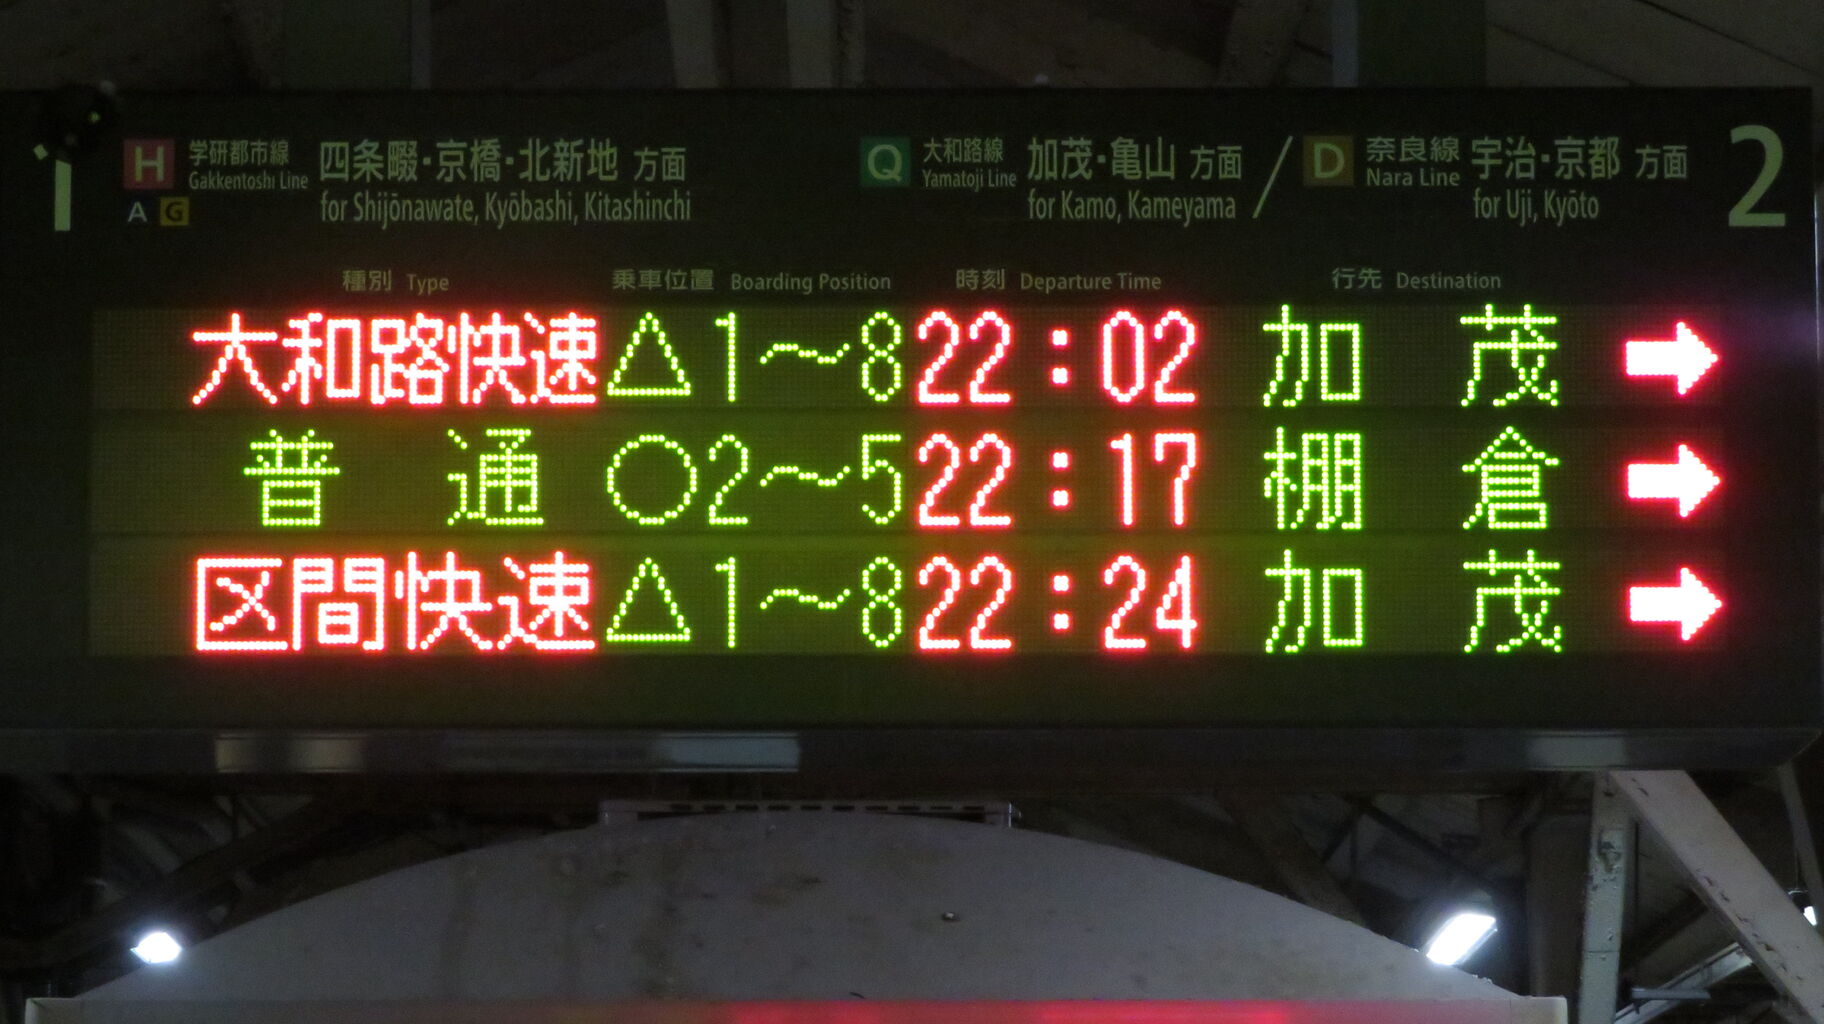 1 H 学研都市線 四条畷・京橋・北新地 方面 Q 大和路線 加茂・亀山 方面 / D 奈良線 宇治・京都 方面 2
Gakkentoshi Line Yamatoji Line Nara Line
A G for Shijōnawate, Kyōbashi, Kitashinchi for Kamo, Kameyama for Uji, Kyōto
種別 Type 乗車位置 Boarding Position 時刻 Departure Time 行先 Destination
大和路快速 △1〜8 22:02 加茂 ➡
普通 ○2〜5 22:17 棚倉 ➡
区間快速 △1〜8 22:24 加茂 ➡